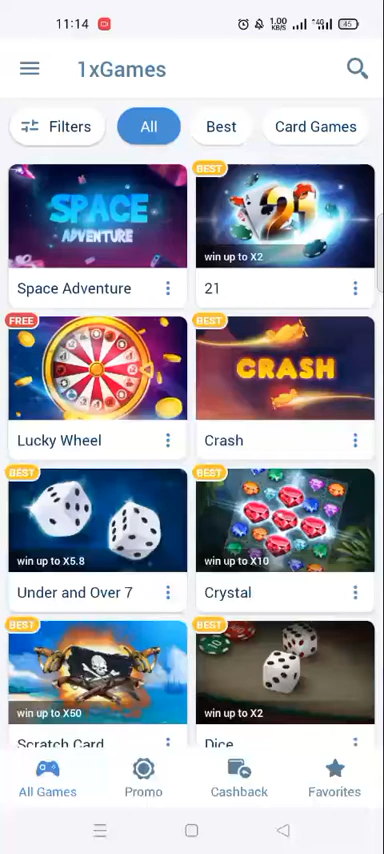 11:14
1.00 KB/S
4G
45
1xGames
Filters
All
Best
Card Games
SPACE
ADVENTURE
Space Adventure
BEST
21
win up to X2
21
FREE
Lucky Wheel
BEST
CRASH
Crash
BEST
win up to X5.8
Under and Over 7
BEST
win up to X10
Crystal
BEST
win up to X50
Scratch Card
BEST
win up to X2
Dice
All Games
Promo
Cashback
Favorites